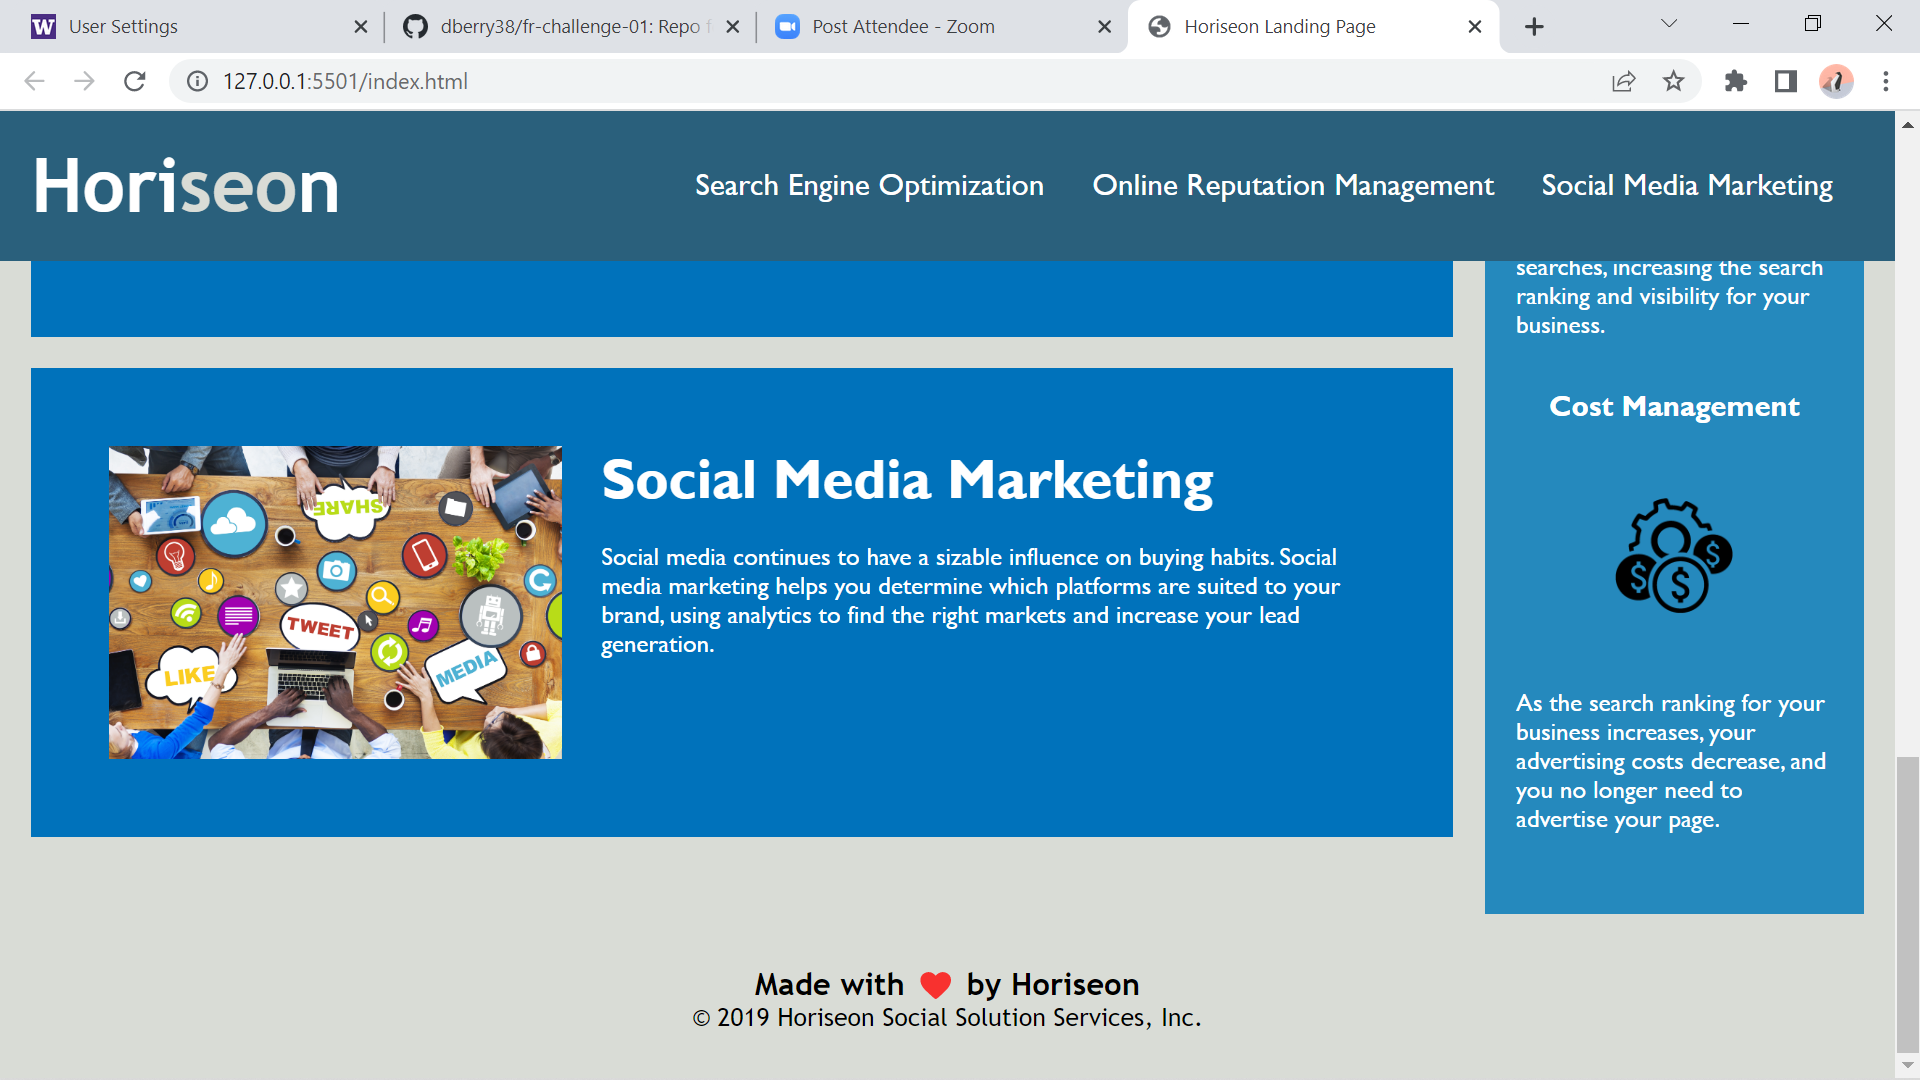 User Settings
dberry38/fr-challenge-01: Repo
Post Attendee - Zoom
Horiseon Landing Page
127.0.0.1:5501/index.html
Horiseon
Search Engine Optimization
Online Reputation Management
Social Media Marketing
searches, increasing the search
ranking and visibility for your
business.
SHARE
TWEET
LIKE
MEDIA
Social Media Marketing
Social media continues to have a sizable influence on buying habits. Social
media marketing helps you determine which platforms are suited to your
brand, using analytics to find the right markets and increase your lead
generation.
Cost Management
$
$
$
As the search ranking for your
business increases, your
advertising costs decrease, and
you no longer need to
advertise your page.
Made with ❤ by Horiseon
© 2019 Horiseon Social Solution Services, Inc.